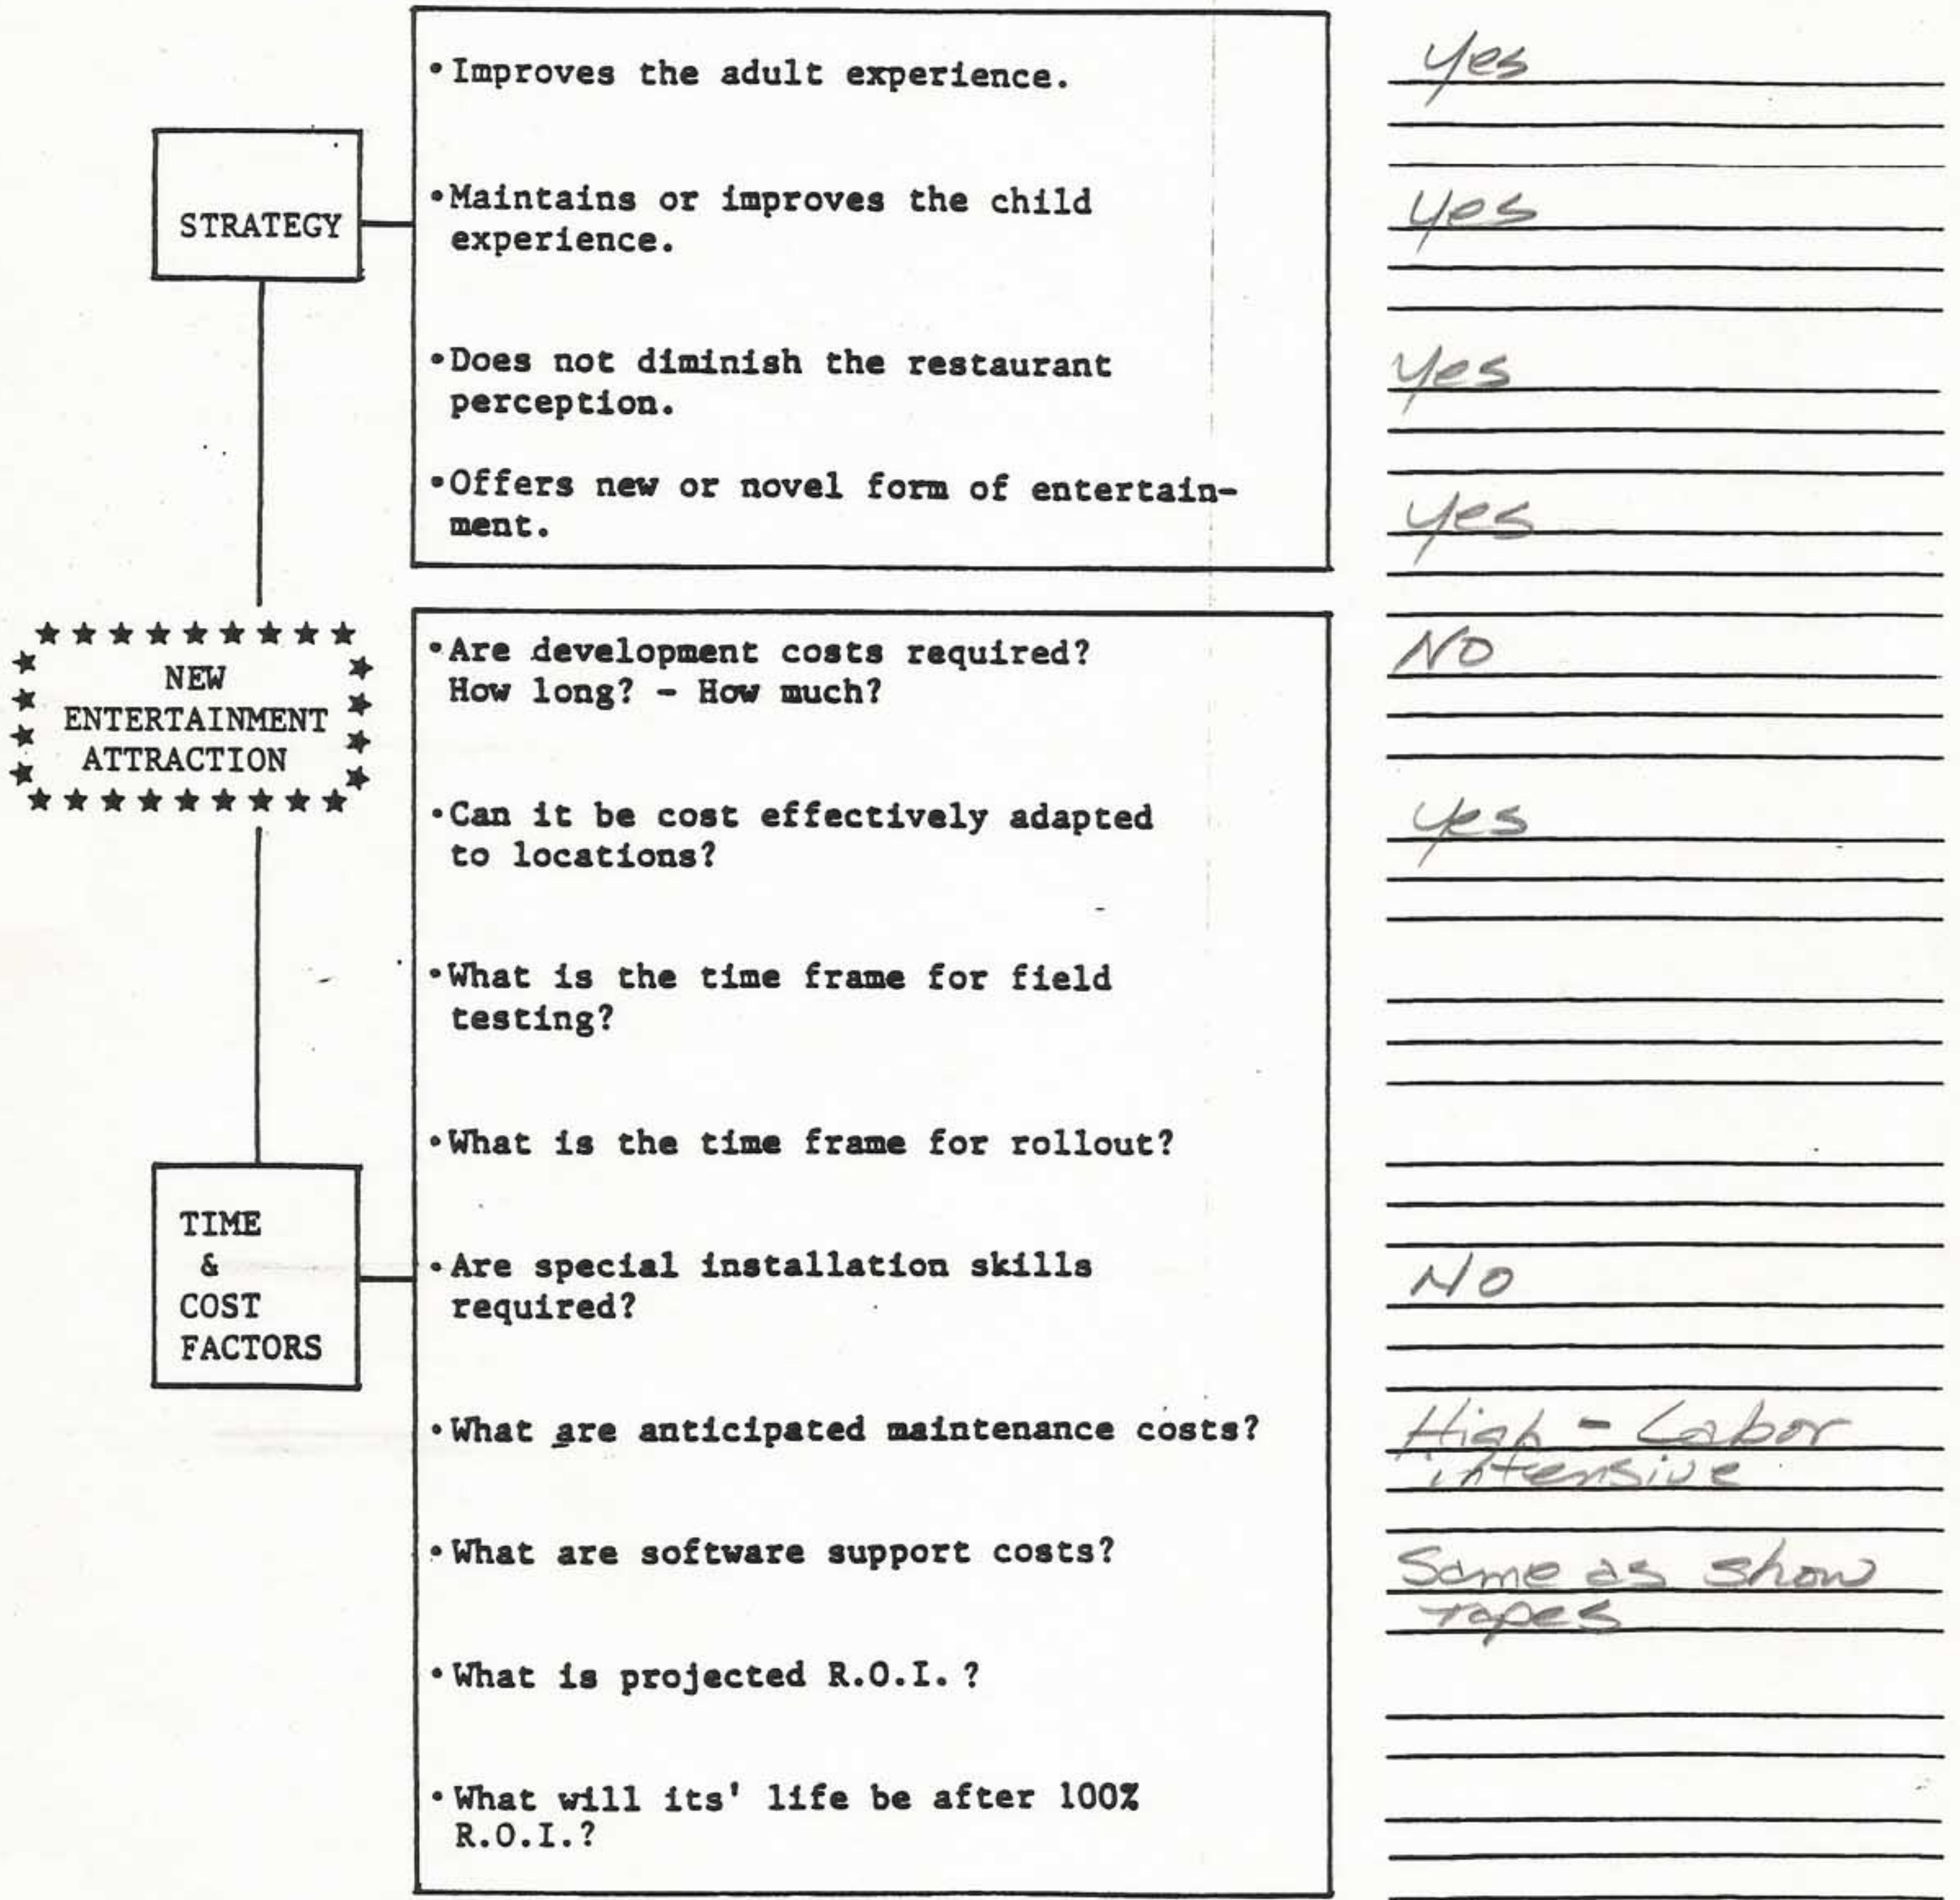 •Improves the adult experience.
yes
STRATEGY
•Maintains or improves the child
experience.
yes
•Does not diminish the restaurant
perception.
yes
•Offers new or novel form of entertain-
ment.
yes
NEW
ENTERTAINMENT
ATTRACTION
•Are development costs required?
How long? - How much?
NO
•Can it be cost effectively adapted
to locations?
yes
•What is the time frame for field
testing?
•What is the time frame for rollout?
TIME
&
COST
FACTORS
•Are special installation skills
required?
NO
•What are anticipated maintenance costs?
High - Labor
intensive
•What are software support costs?
Same as show
tapes
•What is projected R.O.I.?
•What will its' life be after 100%
R.O.I.?